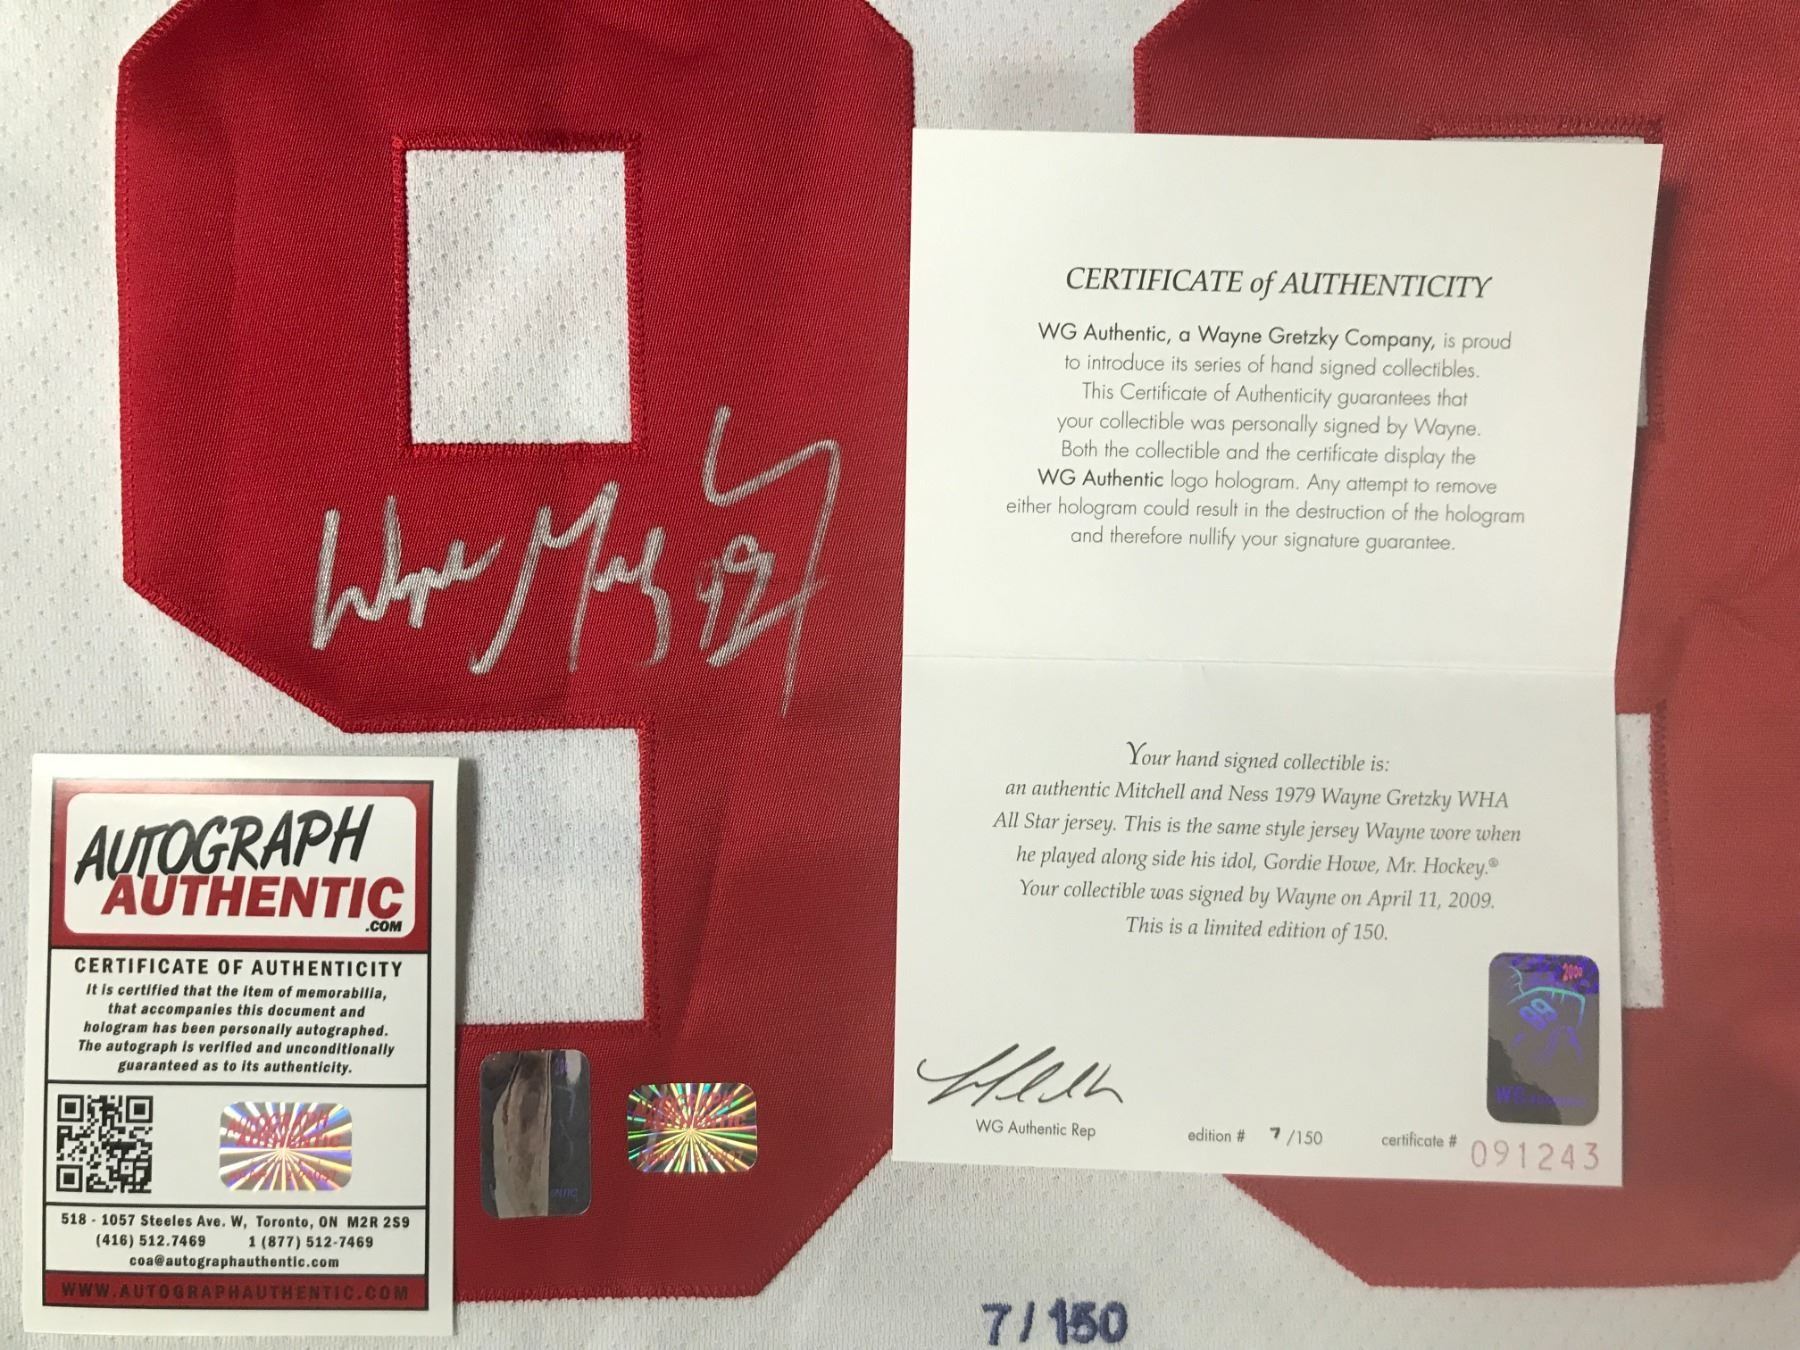 Wayne Gretzky 99
CERTIFICATE of AUTHENTICITY
WG Authentic, a Wayne Gretzky Company, is proud
to introduce its series of hand signed collectibles.
This Certificate of Authenticity guarantees that
your collectible was personally signed by Wayne.
Both the collectible and the certificate display the
WG Authentic logo hologram. Any attempt to remove
either hologram could result in the destruction of the hologram
and therefore nullify your signature guarantee.
Your hand signed collectible is:
an authentic Mitchell and Ness 1979 Wayne Gretzky WHA
All Star jersey. This is the same style jersey Wayne wore when
he played along side his idol, Gordie Howe, Mr. Hockey.®
Your collectible was signed by Wayne on April 11, 2009.
This is a limited edition of 150.
WG Authentic Rep
edition # 7 /150
certificate # 091243
99
WG
AUTOGRAPH
AUTHENTIC
.COM
CERTIFICATE OF AUTHENTICITY
It is certified that the item of memorabilia,
that accompanies this document and
hologram has been personally autographed.
The autograph is verified and unconditionally
guaranteed as to its authenticity.
AUTOGRAPH
AUTHENTIC
518 - 1057 Steeles Ave. W, Toronto, ON M2R 2S9
(416) 512.7469 1 (877) 512-7469
coa@autographauthentic.com
WWW.AUTOGRAPHAUTHENTIC.COM
AUTOGRAPH
AUTHENTIC
7/150